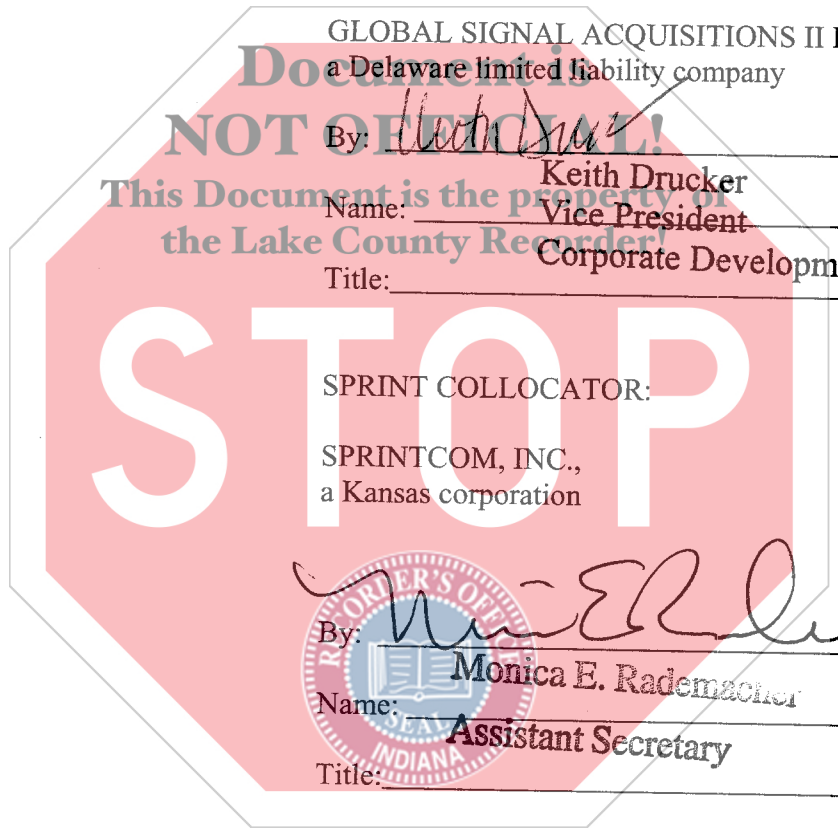 GLOBAL SIGNAL ACQUISITIONS II
Document is
a Delaware limited liability company
NOT OFFICIAL!
By:
Keith Drucker
This Document is the property of
Name: Vice President
the Lake County Recorder!
Corporate Developm
Title:
STOP
SPRINT COLLOCATOR:
SPRINTCOM, INC.,
a Kansas corporation
RECORDER'S OFFICE
By:
Monica E. Rademacher
Name:
SEAL
Assistant Secretary
INDIANA
Title: